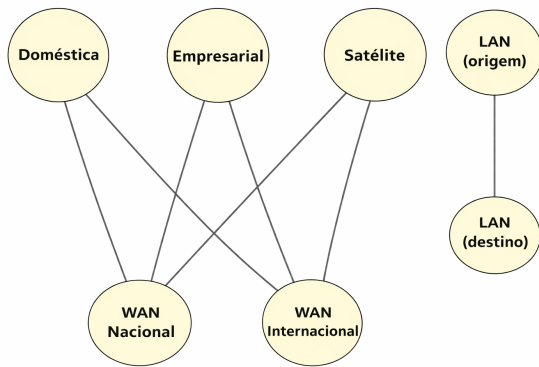 Doméstica
Empresarial
Satélite
LAN
(origem)
LAN
(destino)
WAN
Nacional
WAN
Internacional